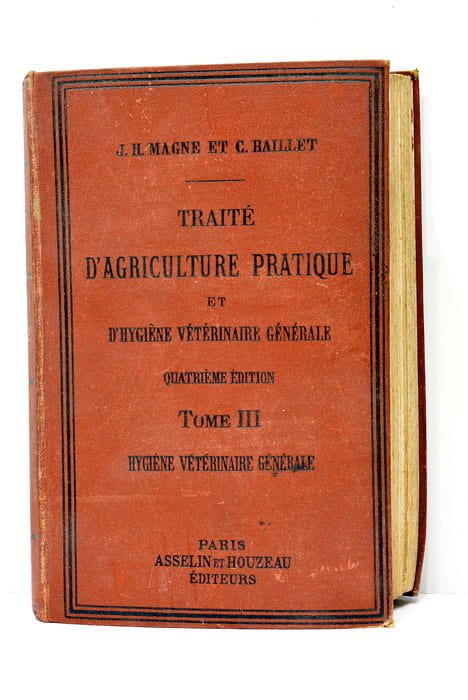 J. H. MAGNE ET C. BAILLET
TRAITÉ
D'AGRICULTURE PRATIQUE
ET
D'HYGIÈNE VÉTÉRINAIRE GÉNÉRALE
QUATRIÈME ÉDITION
TOME III
HYGIÈNE VÉTÉRINAIRE GÉNÉRALE
PARIS
ASSELIN ET HOUZEAU
ÉDITEURS